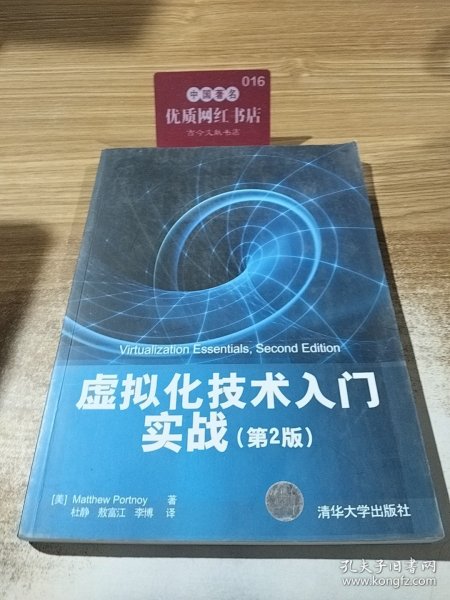 016
中国著名
优质网红书店
古今文献书店
Virtualization Essentials, Second Edition
虚拟化技术入门
实战(第2版)
[美] Matthew Portnoy 著
杜静 敖富江 李博 译
清华大学出版社
孔夫子旧书网
www.kongfz.com